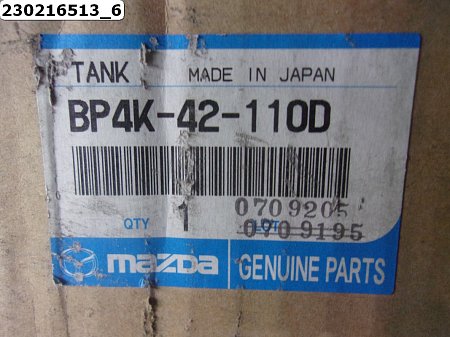 230216513_6
TANK MADE IN JAPAN
BP4K-42-110D
0709205
QTY 1 0709195
mazda GENUINE PARTS